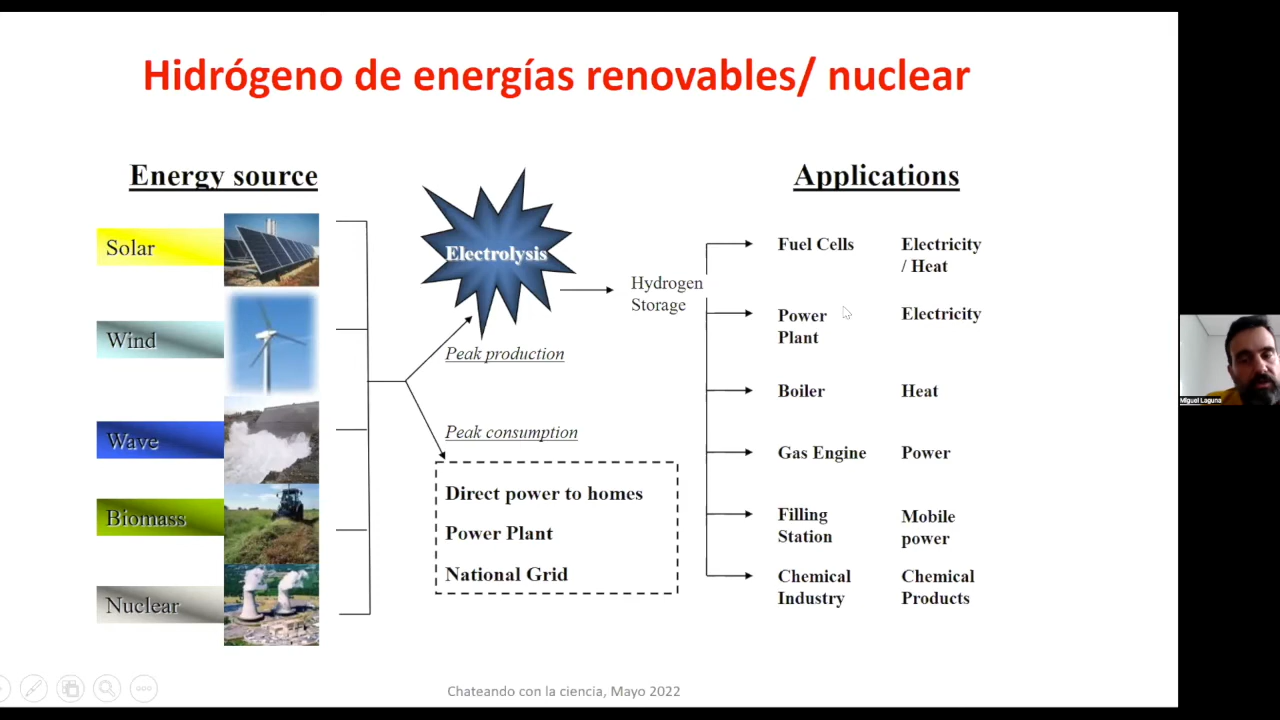 Hidrógeno de energías renovables/ nuclear
Energy source
Solar
Wind
Wave
Biomass
Nuclear
Electrolysis
Peak production
Peak consumption
Direct power to homes
Power Plant
National Grid
Hydrogen
Storage
Applications
Fuel Cells
Electricity
/ Heat
Power
Plant
Electricity
Boiler
Heat
Gas Engine
Power
Filling
Station
Mobile
power
Chemical
Industry
Chemical
Products
Chateando con la ciencia, Mayo 2022
Miguel Laguna